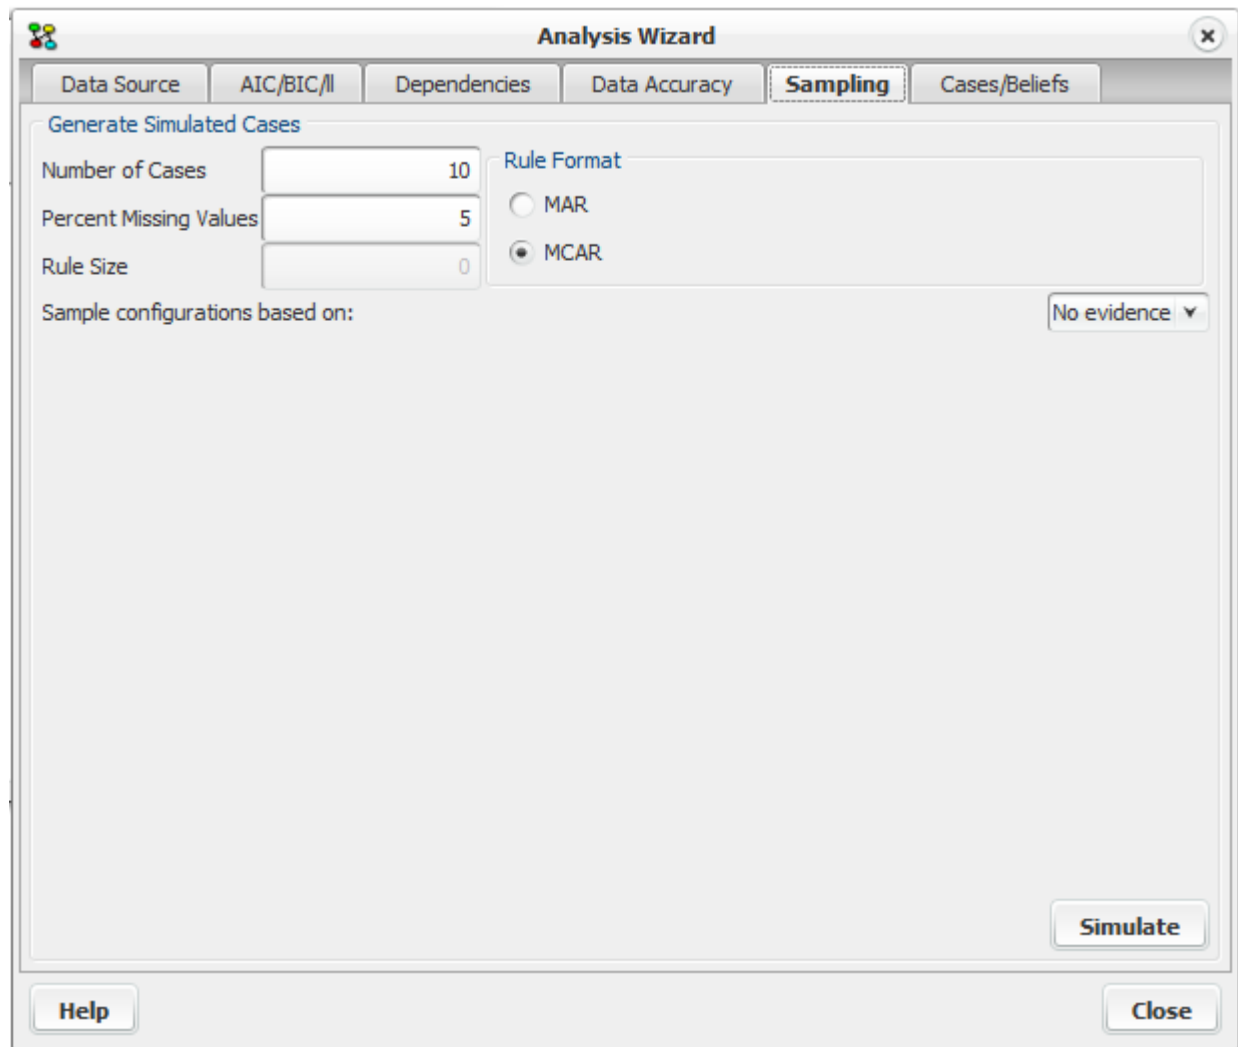 Analysis Wizard
Data Source AIC/BIC/ll Dependencies Data Accuracy Sampling Cases/Beliefs
Generate Simulated Cases
Number of Cases 10
Percent Missing Values 5
Rule Size 0
Rule Format
MAR
MCAR
Sample configurations based on: No evidence
Simulate
Help Close